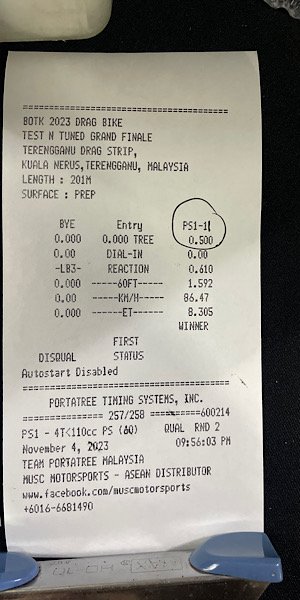 BOTK 2023 DRAG BIKE
TEST N TUNED GRAND FINALE
TERENGGANU DRAG STRIP,
KUALA NERUS,TERENGGANU, MALAYSIA
LENGTH : 201M
SURFACE : PREP
BYE Entry PS1-11
0.000 0.000 TREE 0.500
0.00 DIAL-IN 0.00
-LB3- REACTION 0.610
0.000 ------60FT----- 1.592
0.00 ------KM/H----- 86.47
0.000 -------ET------ 8.305
WINNER
FIRST
DISQUAL STATUS
Autostart Disabled
PORTATREE TIMING SYSTEMS, INC.
============== 257/258 ==========600214
PS1 - 4T<110cc PS (60) QUAL RND 2
November 4, 2023 09:56:03 PM
TEAM PORTATREE MALAYSIA
MUSC MOTORSPORTS - ASEAN DISTRIBUTOR
www.facebook.com/muscmotorsports
+6016-6681490